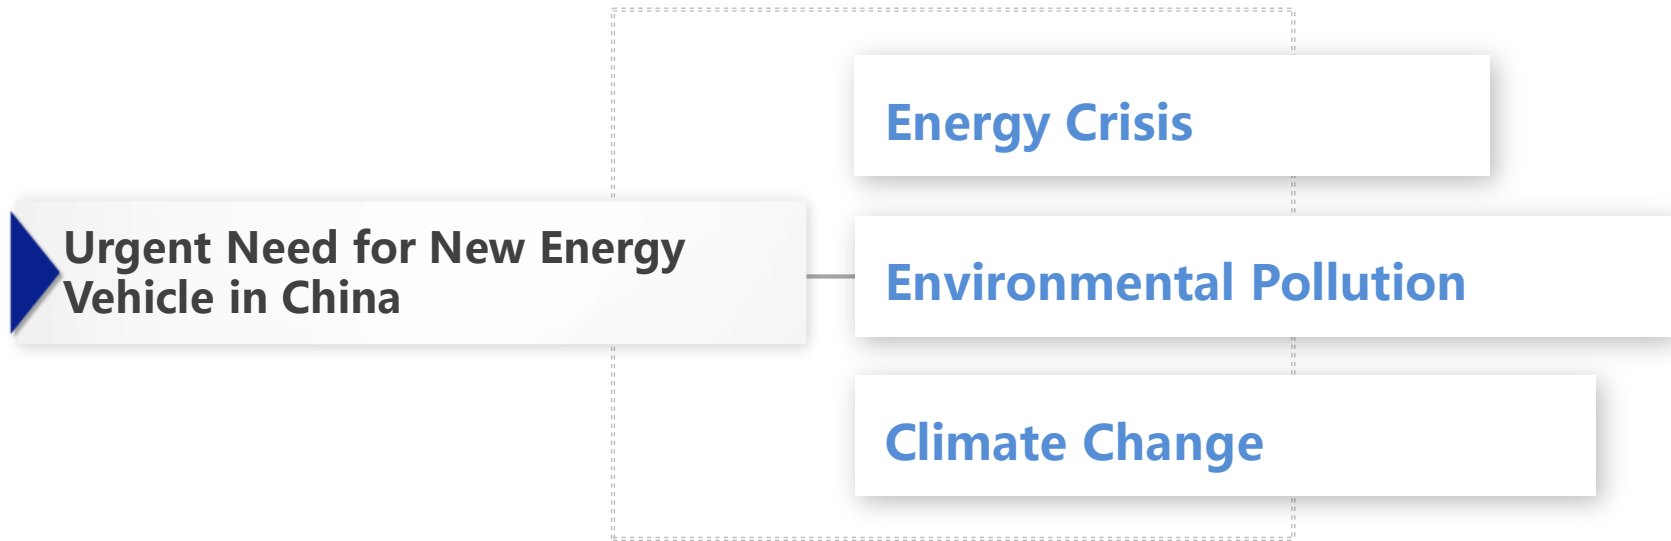 Urgent Need for New Energy
Vehicle in China
Energy Crisis
Environmental Pollution
Climate Change